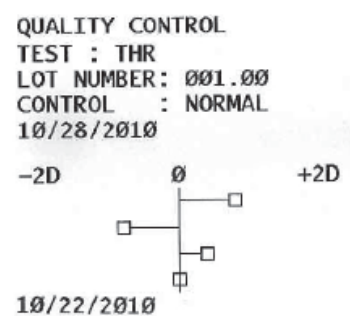 QUALITY CONTROL
TEST : THR
LOT NUMBER: 001.00
CONTROL : NORMAL
10/28/2010
-2D 0 +2D
10/22/2010